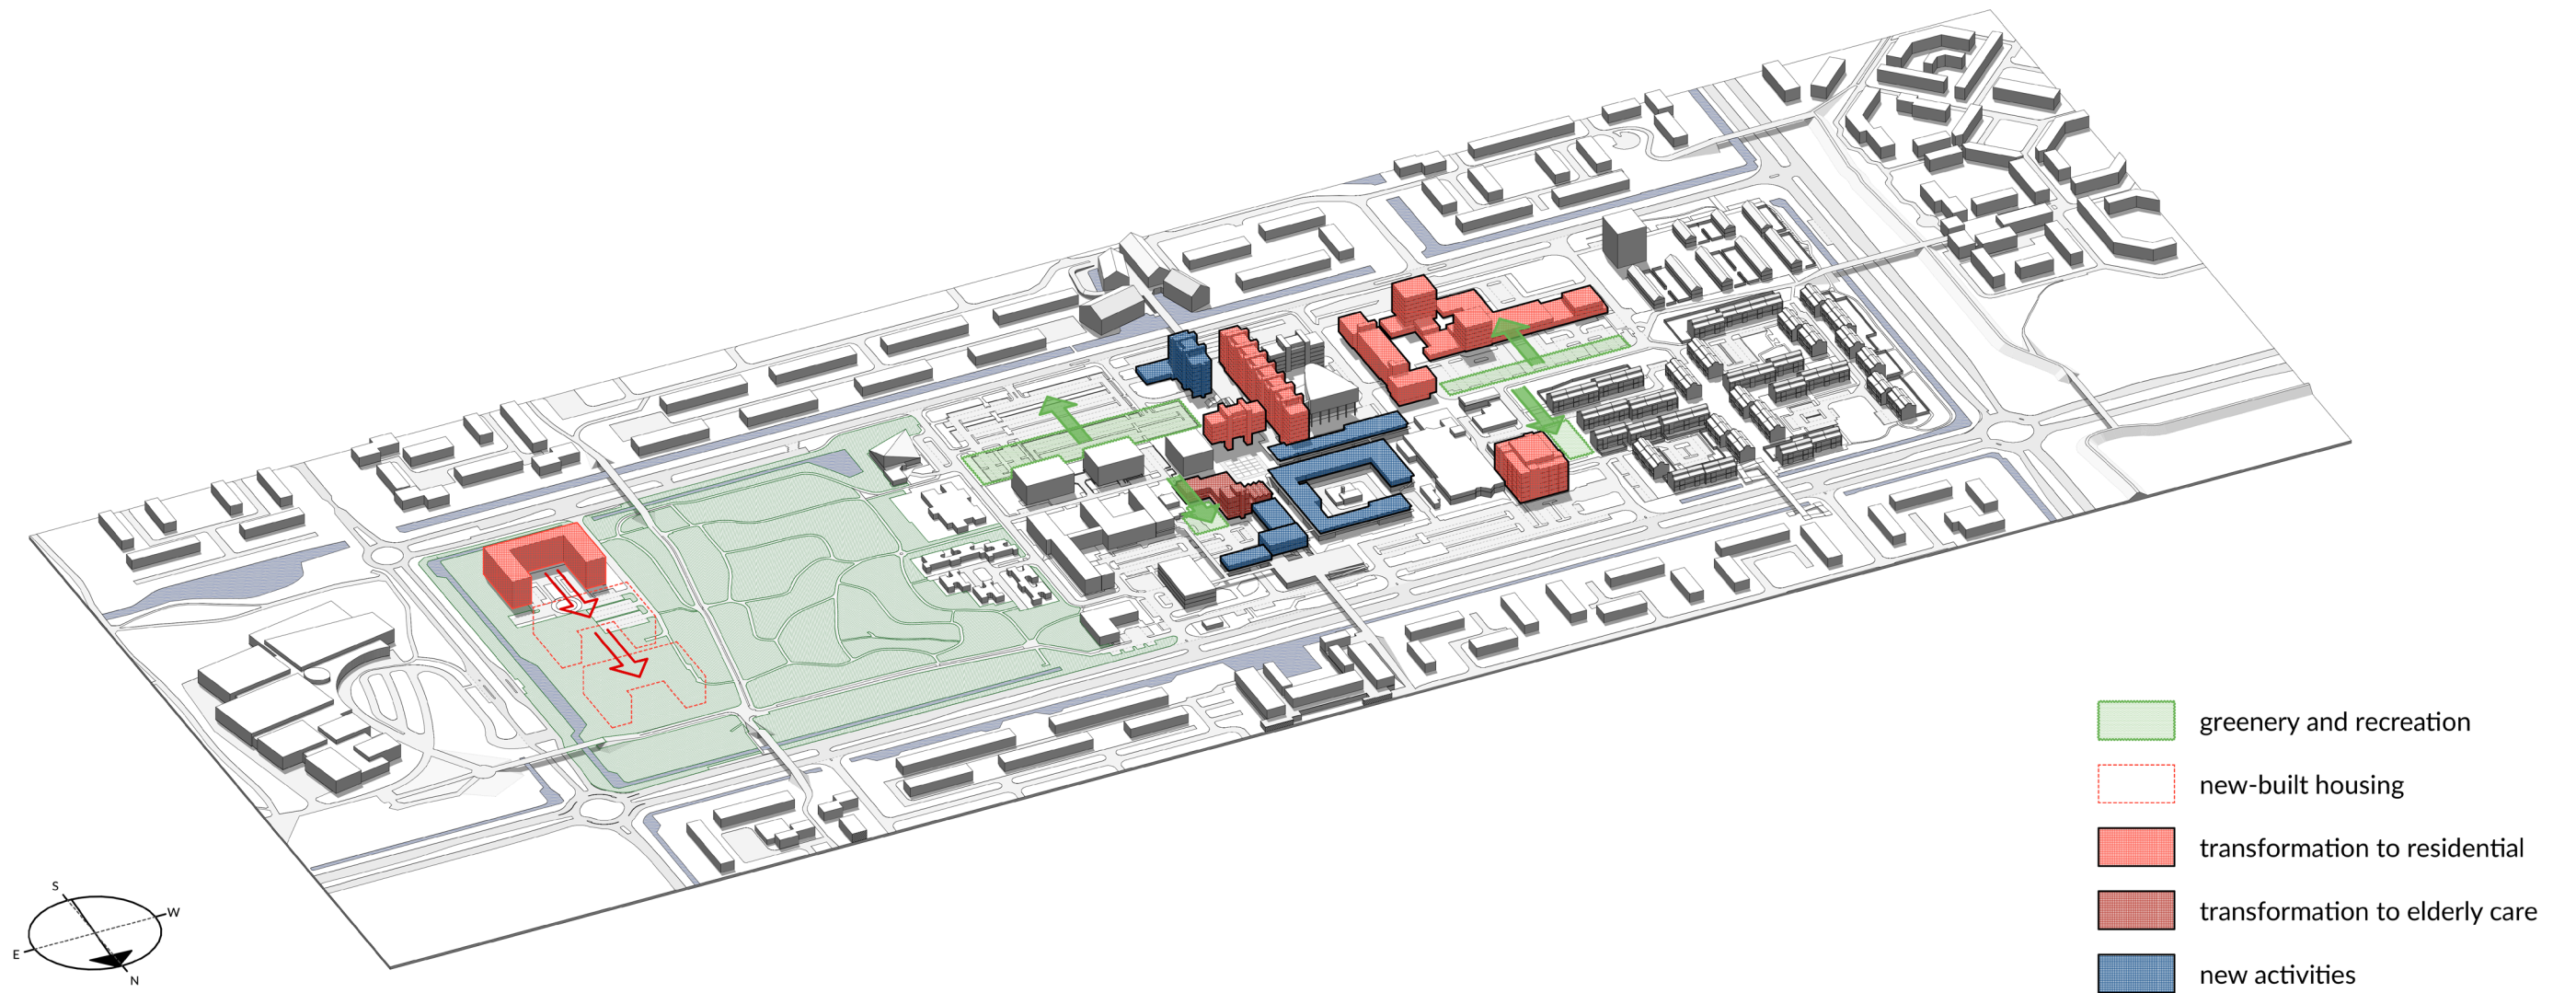 greenery and recreation
new-built housing
transformation to residential
transformation to elderly care
new activities
S
W
E
N